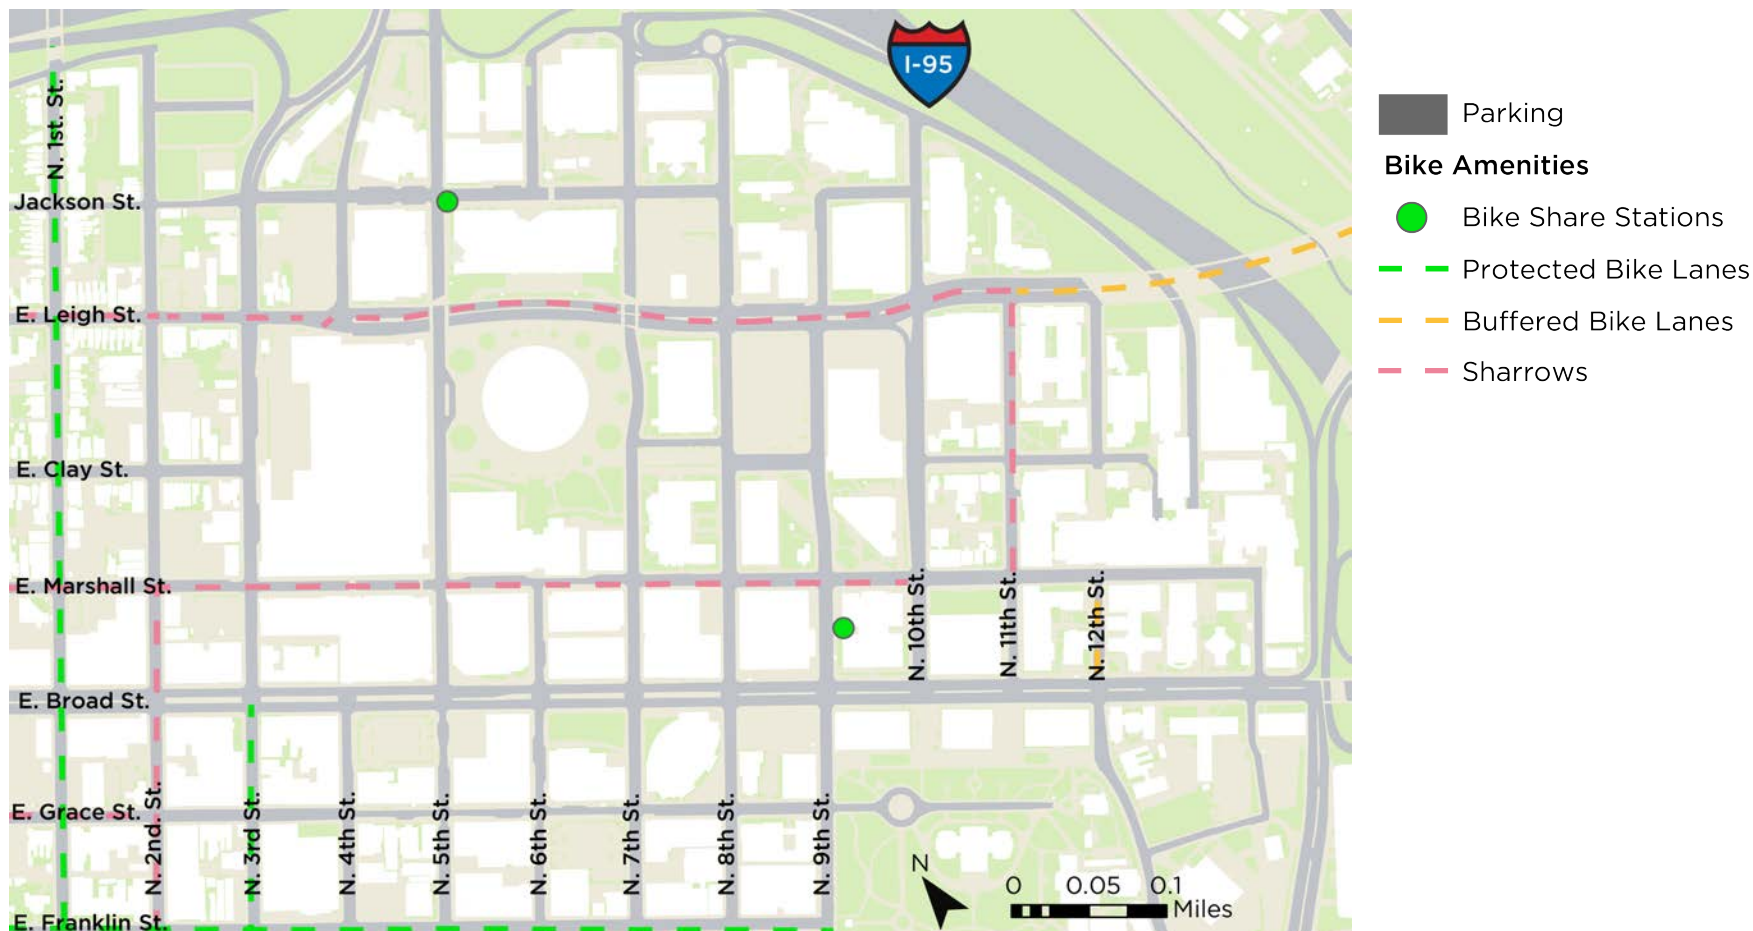 I-95
N. 1st. St.
Jackson St.
E. Leigh St.
E. Clay St.
E. Marshall St.
N. 10th St.
N. 11th St.
N. 12th St.
E. Broad St.
E. Grace St.
N. 2nd. St.
N. 3rd St.
N. 4th St.
N. 5th St.
N. 6th St.
N. 7th St.
N. 8th St.
N. 9th St.
E. Franklin St.
N
0 0.05 0.1
Miles
Parking
Bike Amenities
Bike Share Stations
Protected Bike Lanes
Buffered Bike Lanes
Sharrows